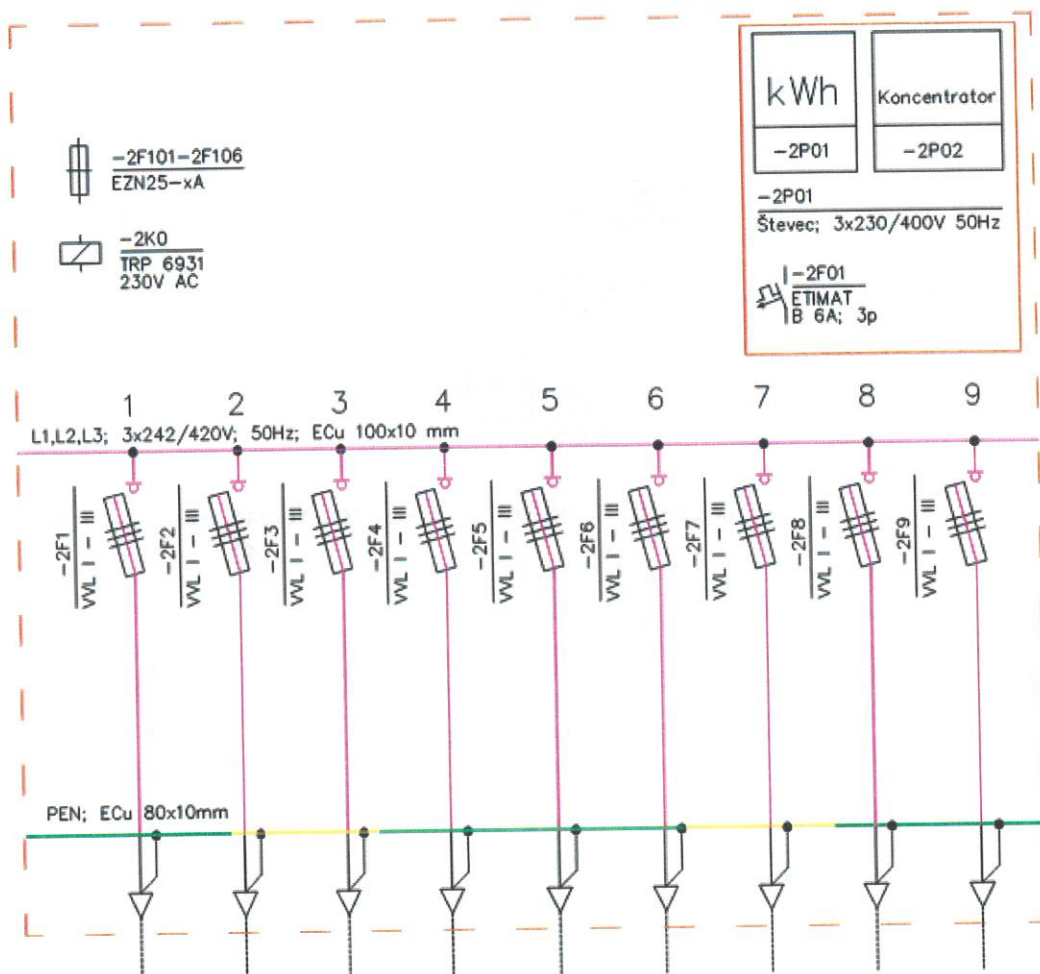 -2F101-2F106
EZN25-xA
-2K0
TRP 6931
230V AC
kWh
-2P01
Koncentrator
-2P02
-2P01
Števec; 3x230/400V 50Hz
-2F01
ETIMAT
B 6A; 3p
1 2 3 4 5 6 7 8 9
L1,L2,L3; 3x242/420V; 50Hz; ECu 100x10 mm
-2F1
VVL I - III
-2F2
VVL I - III
-2F3
VVL I - III
-2F4
VVL I - III
-2F5
VVL I - III
-2F6
VVL I - III
-2F7
VVL I - III
-2F8
VVL I - III
-2F9
VVL I - III
PEN; ECu 80x10mm